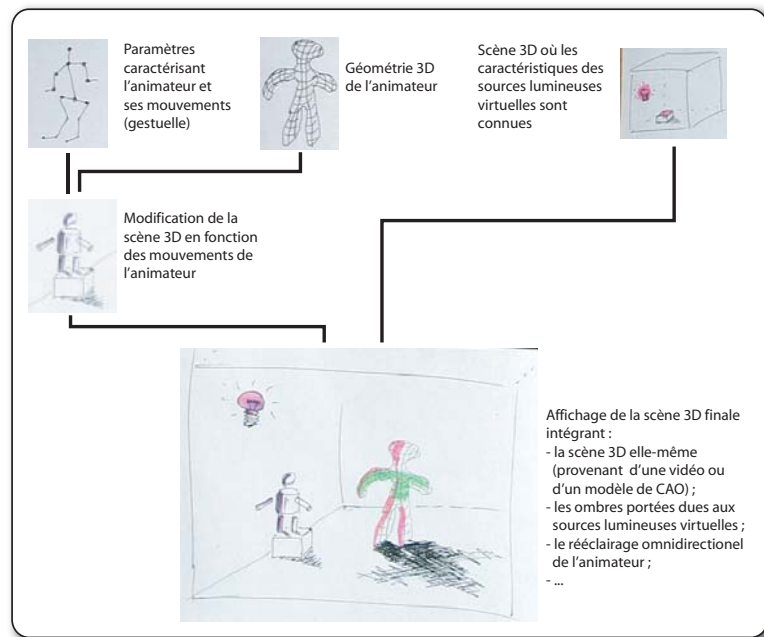 Paramètres
caractérisant
l'animateur et
ses mouvements
(gestuelle)
Géométrie 3D
de l'animateur
Scène 3D où les
caractéristiques des
sources lumineuses
virtuelles sont
connues
Modification de la
scène 3D en fonction
des mouvements de
l'animateur
Affichage de la scène 3D finale
intégrant :
- la scène 3D elle-même
(provenant d'une vidéo ou
d'un modèle de CAO) ;
- les ombres portées dues aux
sources lumineuses virtuelles ;
- le rééclairage omnidirectionel
de l'animateur ;
- ...